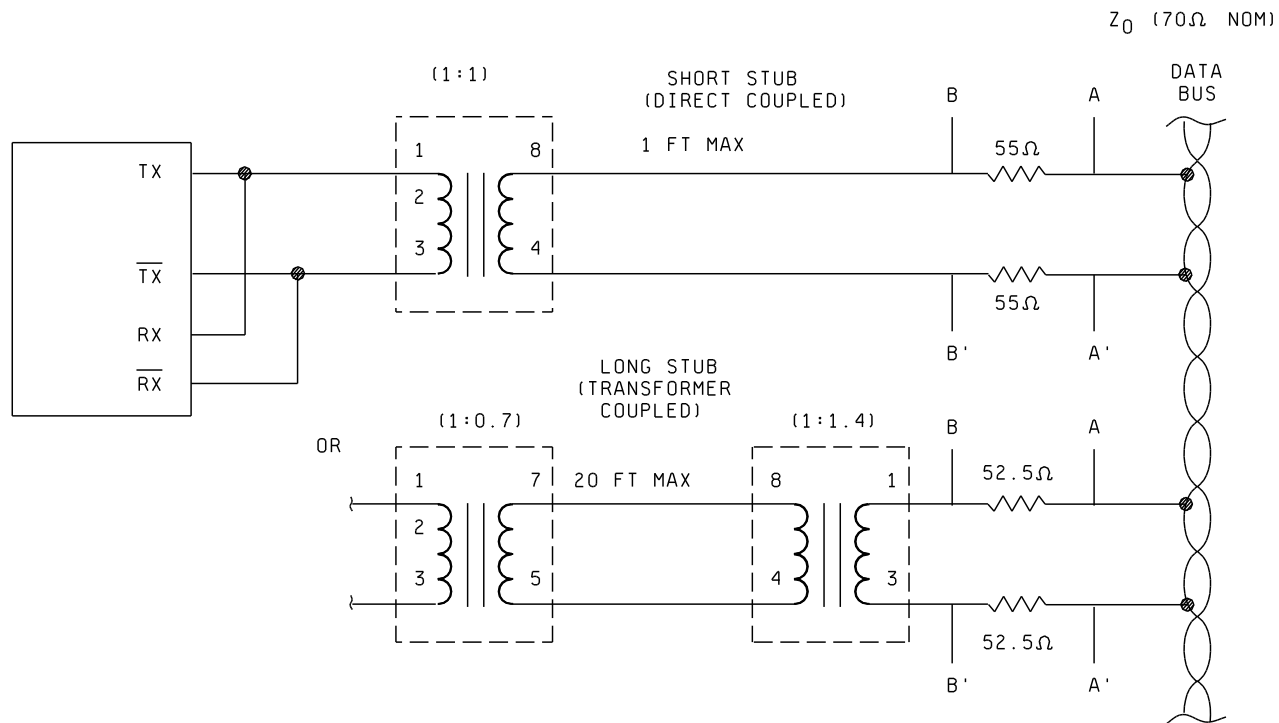 Z0 (70Ω NOM)
DATA
BUS
(1:1)
SHORT STUB
(DIRECT COUPLED)
1 FT MAX
B
A
55Ω
TX
T̅X̅
RX
R̅X̅
1
2
3
8
4
55Ω
B'
A'
LONG STUB
(TRANSFORMER
COUPLED)
OR
(1:0.7)
(1:1.4)
B
A
1
2
3
7
5
20 FT MAX
8
4
1
3
52.5Ω
52.5Ω
B'
A'